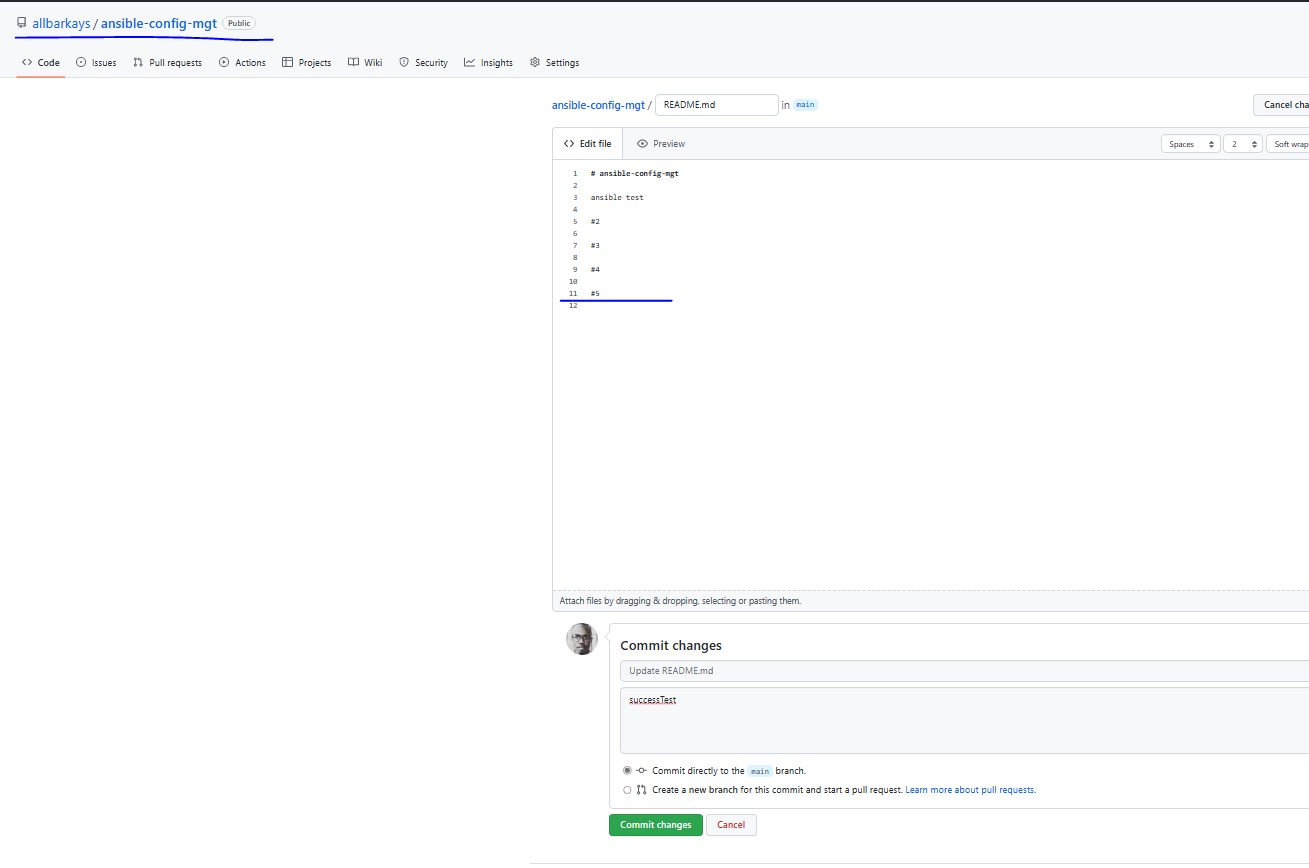 allbarkays / ansible-config-mgt Public
Code Issues Pull requests Actions Projects Wiki Security Insights Settings
ansible-config-mgt / README.md in main Cancel cha
Edit file Preview Spaces 2 Soft wrap
1 # ansible-config-mgt
2
3 ansible test
4
5 #2
6
7 #3
8
9 #4
10
11 #5
12
Attach files by dragging & dropping, selecting or pasting them.
Commit changes
Update README.md
successTest
Commit directly to the main branch.
Create a new branch for this commit and start a pull request. Learn more about pull requests.
Commit changes Cancel